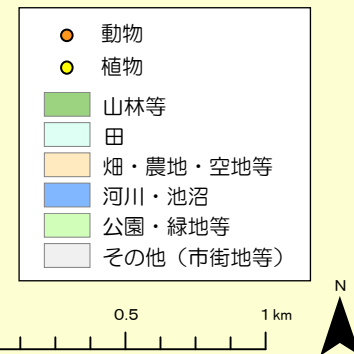 動物
植物
山林等
田
畑・農地・空地等
河川・池沼
公園・緑地等
その他（市街地等）
N
0.5 1 km